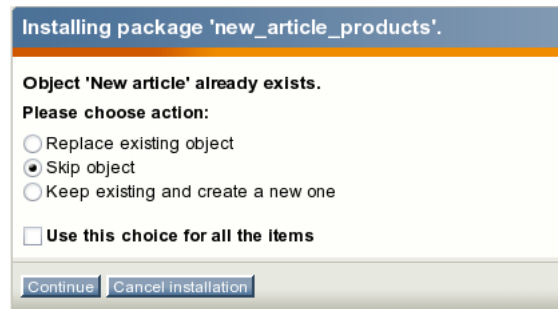 Installing package 'new_article_products'.
Object 'New article' already exists.
Please choose action:
Replace existing object
Skip object
Keep existing and create a new one
Use this choice for all the items
Continue Cancel installation